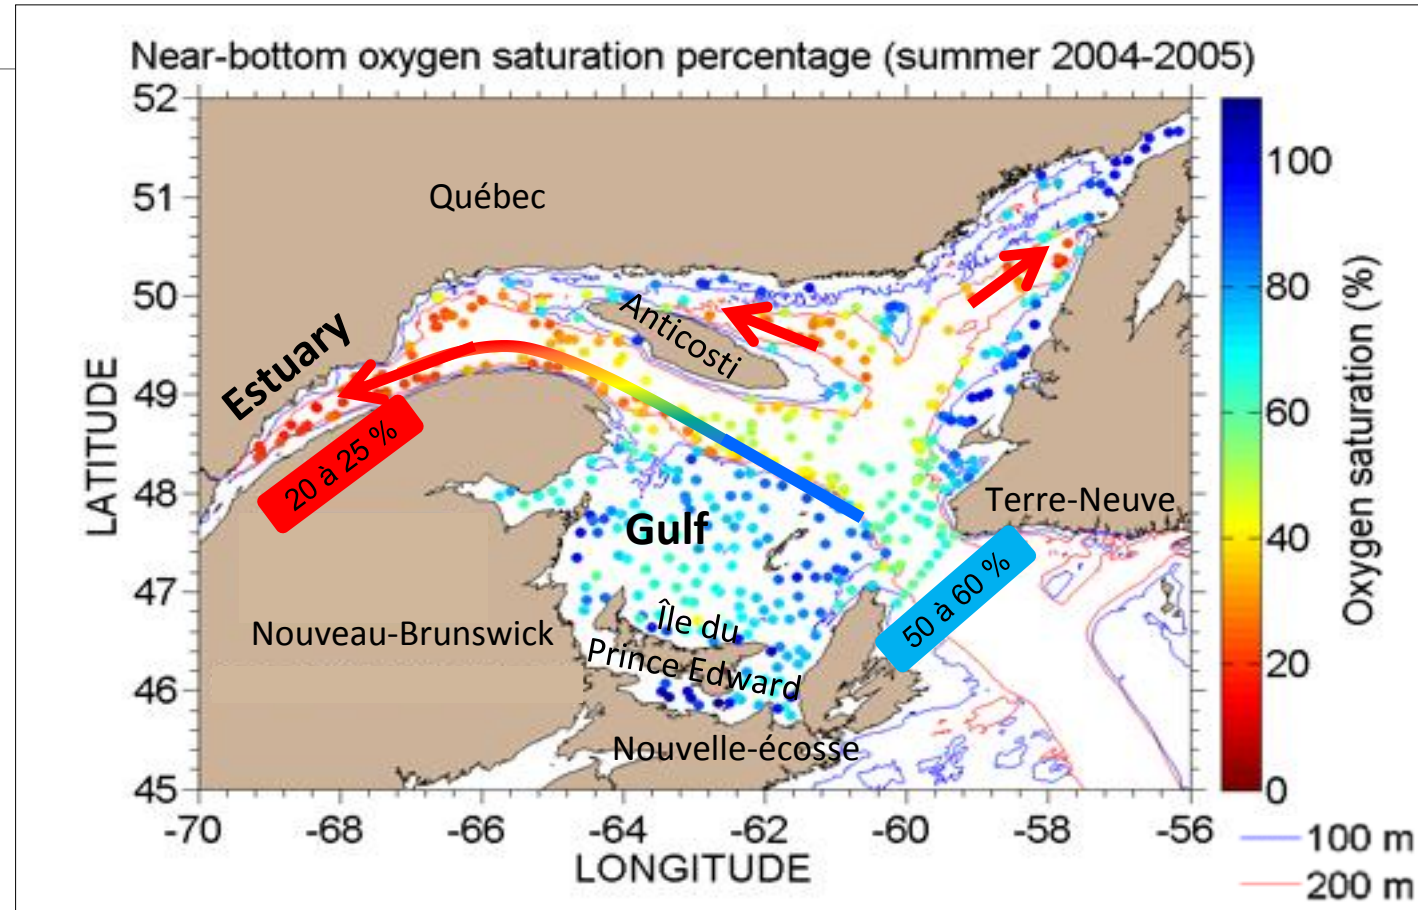 Near-bottom oxygen saturation percentage (summer 2004-2005)
52
51
50
49
48
47
46
45
LATITUDE
-70
-68
-66
-64
-62
-60
-58
-56
LONGITUDE
Québec
Anticosti
Estuary
20 à 25 %
Gulf
Terre-Neuve
50 à 60 %
Île du
Prince Edward
Nouveau-Brunswick
Nouvelle-écosse
100
80
60
40
20
0
Oxygen saturation (%)
100 m
200 m